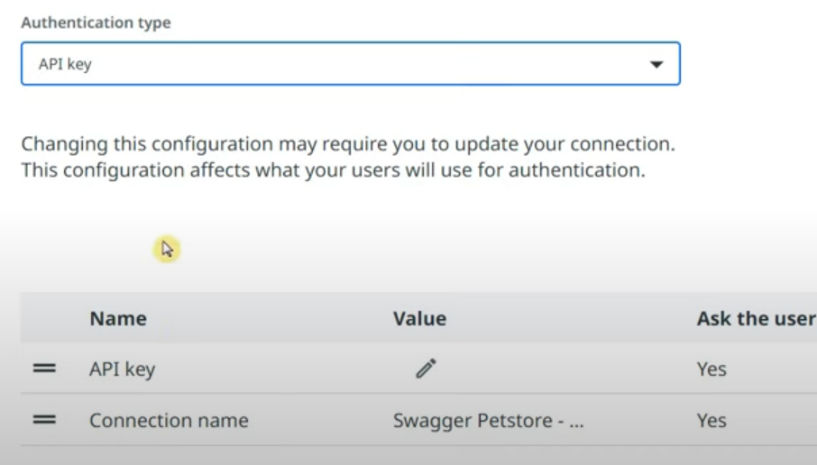 Authentication type
API key
Changing this configuration may require you to update your connection.
This configuration affects what your users will use for authentication.
Name Value Ask the user
API key Yes
Connection name Swagger Petstore - ... Yes